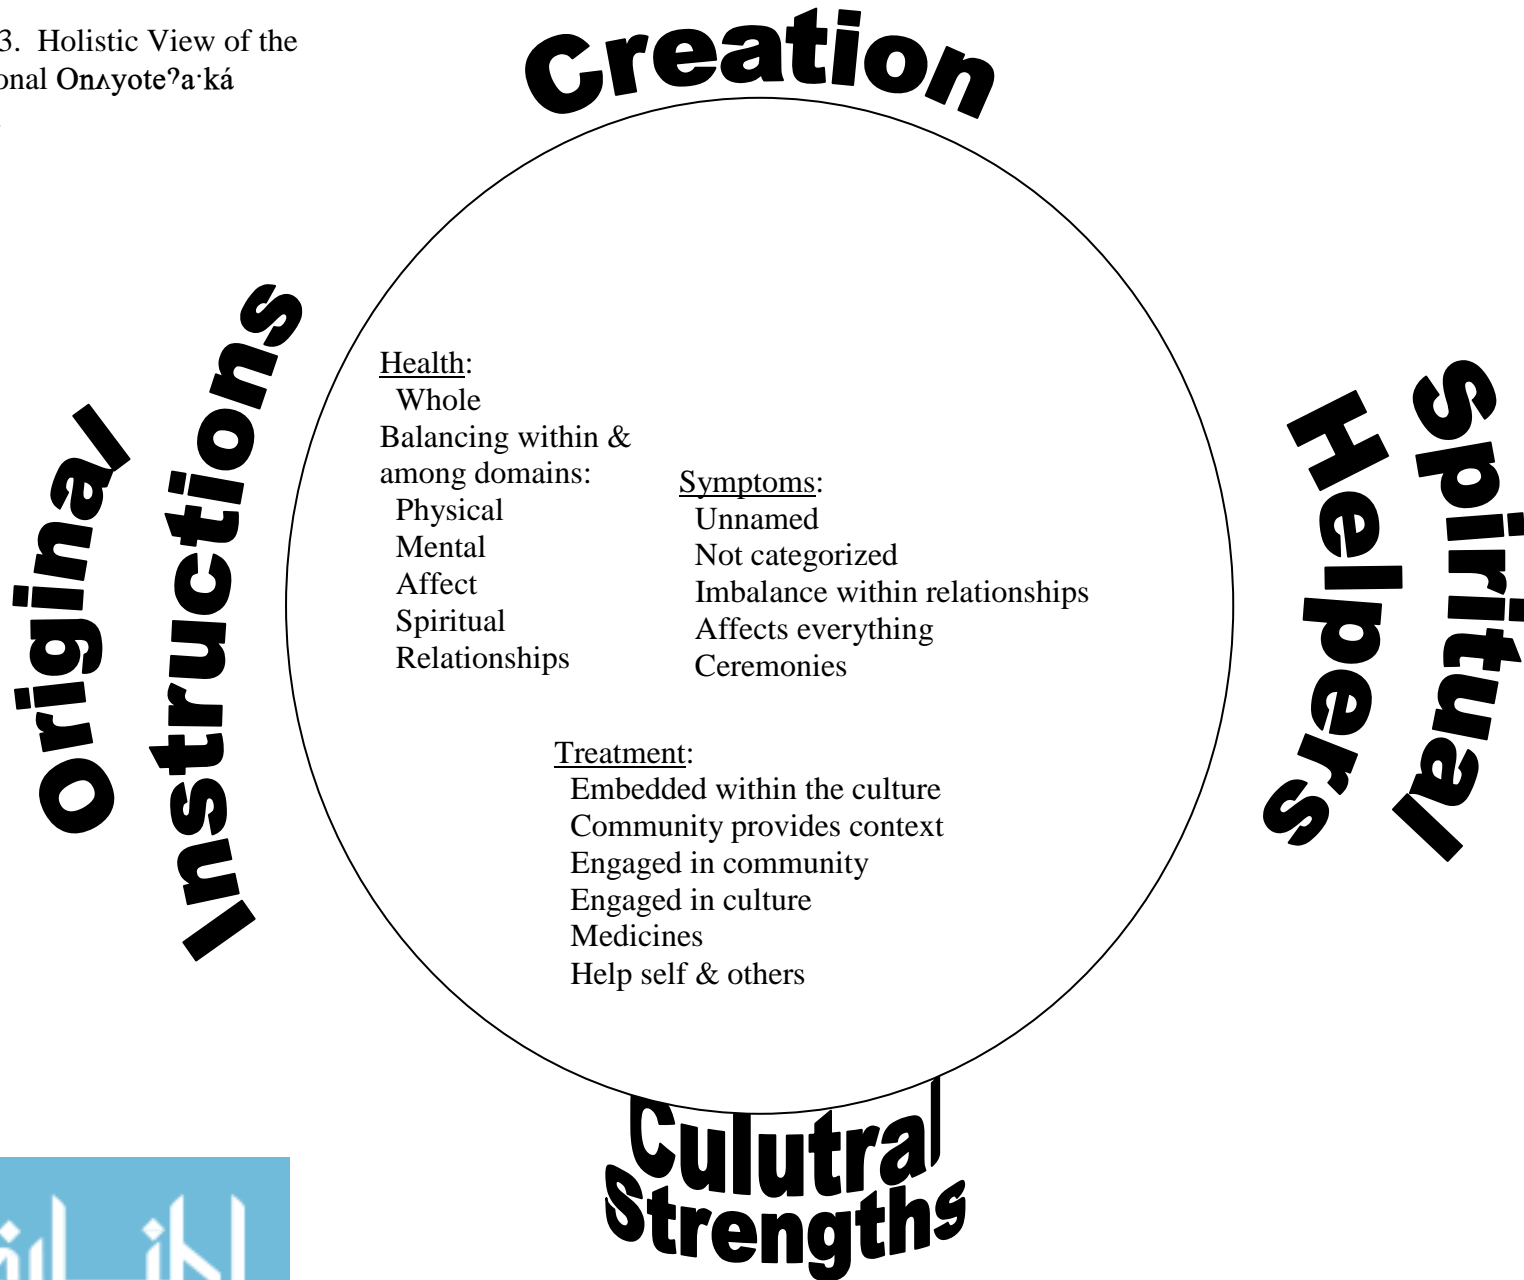 3. Holistic View of the
onal Onʌyoteʔa·ká
Creation
Original
Instructions
Spiritual
Helpers
Health:
Whole
Balancing within &
among domains:
Physical
Mental
Affect
Spiritual
Relationships
Symptoms:
Unnamed
Not categorized
Imbalance within relationships
Affects everything
Ceremonies
Treatment:
Embedded within the culture
Community provides context
Engaged in community
Engaged in culture
Medicines
Help self & others
Culutral
Strengths